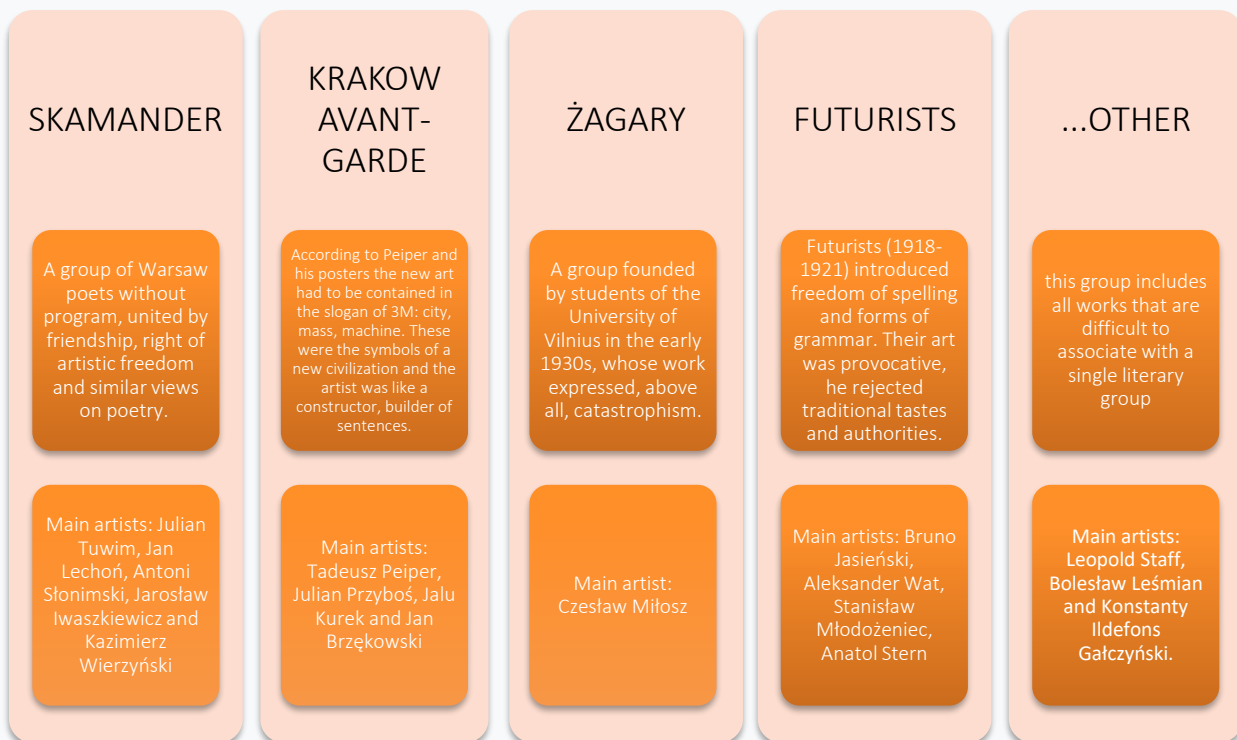 SKAMANDER
A group of Warsaw
poets without
program, united by
friendship, right of
artistic freedom
and similar views
on poetry.
Main artists: Julian
Tuwim, Jan
Lechoń, Antoni
Słonimski, Jarosław
Iwaszkiewicz and
Kazimierz
Wierzyński
KRAKOW
AVANT-
GARDE
According to Peiper and
his posters the new art
had to be contained in
the slogan of 3M: city,
mass, machine. These
were the symbols of a
new civilization and the
artist was like a
constructor, builder of
sentences.
Main artists:
Tadeusz Peiper,
Julian Przyboś, Jalu
Kurek and Jan
Brzękowski
ŻAGARY
A group founded
by students of the
University of
Vilnius in the early
1930s, whose work
expressed, above
all, catastrophism.
Main artist:
Czesław Miłosz
FUTURISTS
Futurists (1918-
1921) introduced
freedom of spelling
and forms of
grammar. Their art
was provocative,
he rejected
traditional tastes
and authorities.
Main artists: Bruno
Jasieński,
Aleksander Wat,
Stanisław
Młodożeniec,
Anatol Stern
...OTHER
this group includes
all works that are
difficult to
associate with a
single literary
group
Main artists:
Leopold Staff,
Bolesław Leśmian
and Konstanty
Ildefons
Gałczyński.